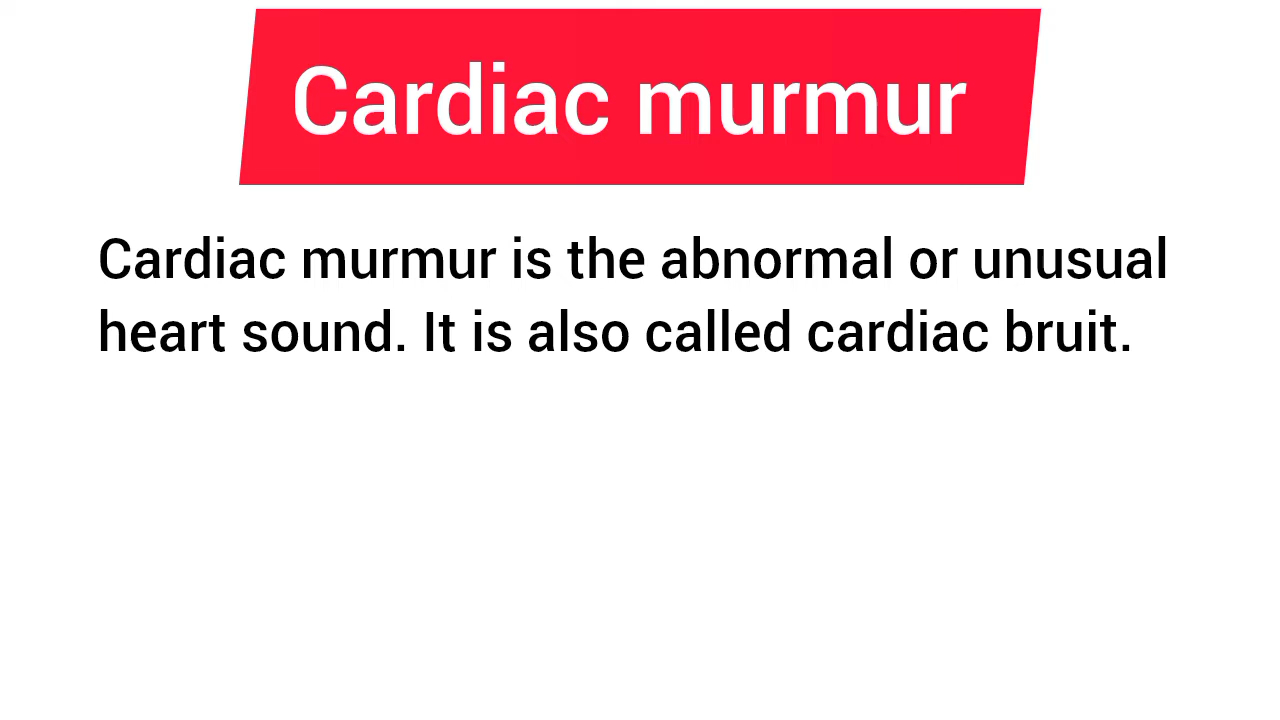 Cardiac murmur
Cardiac murmur is the abnormal or unusual
heart sound. It is also called cardiac bruit.